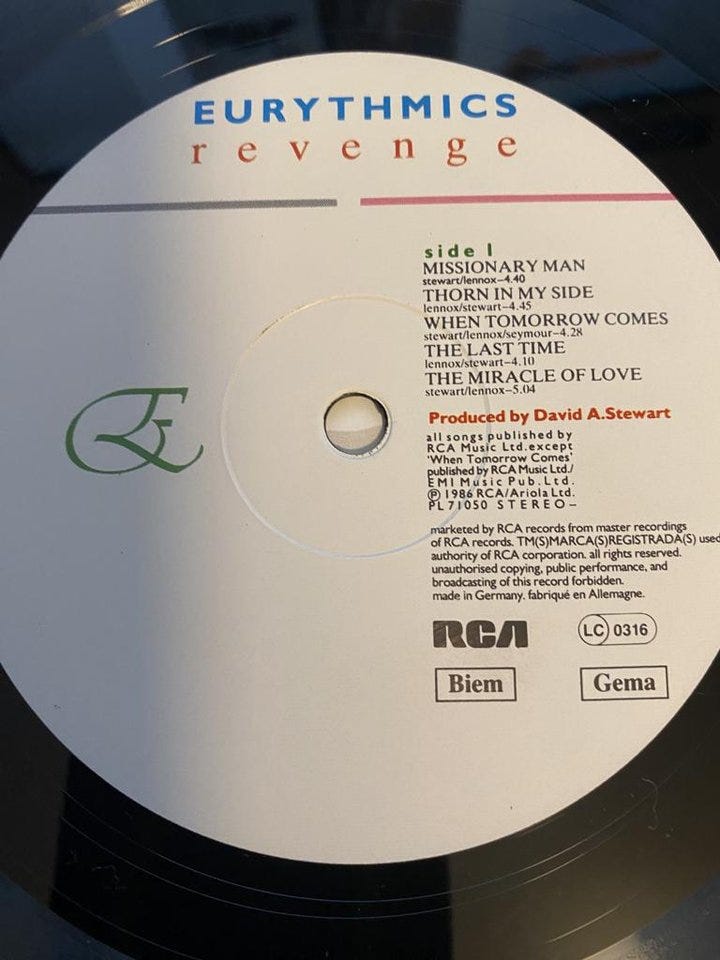 EURYTHMICS
revenge
side 1
MISSIONARY MAN
stewart/lennox–4.40
THORN IN MY SIDE
lennox/stewart–4.45
WHEN TOMORROW COMES
stewart/lennox/seymour–4.28
THE LAST TIME
lennox/stewart–4.10
THE MIRACLE OF LOVE
stewart/lennox–5.04
Produced by David A.Stewart
all songs published by
RCA Music Ltd.except
'When Tomorrow Comes'
published by RCA Music Ltd./
EMI Music Pub. Ltd.
℗ 1986 RCA/Ariola Ltd.
PL 71050 STEREO–
marketed by RCA records from master recordings
of RCA records. TM(S)MARCA(S)REGISTRADA(S) used
authority of RCA corporation. all rights reserved.
unauthorised copying, public performance, and
broadcasting of this record forbidden.
made in Germany. fabriqué en Allemagne.
RCA
LC 0316
Biem
Gema